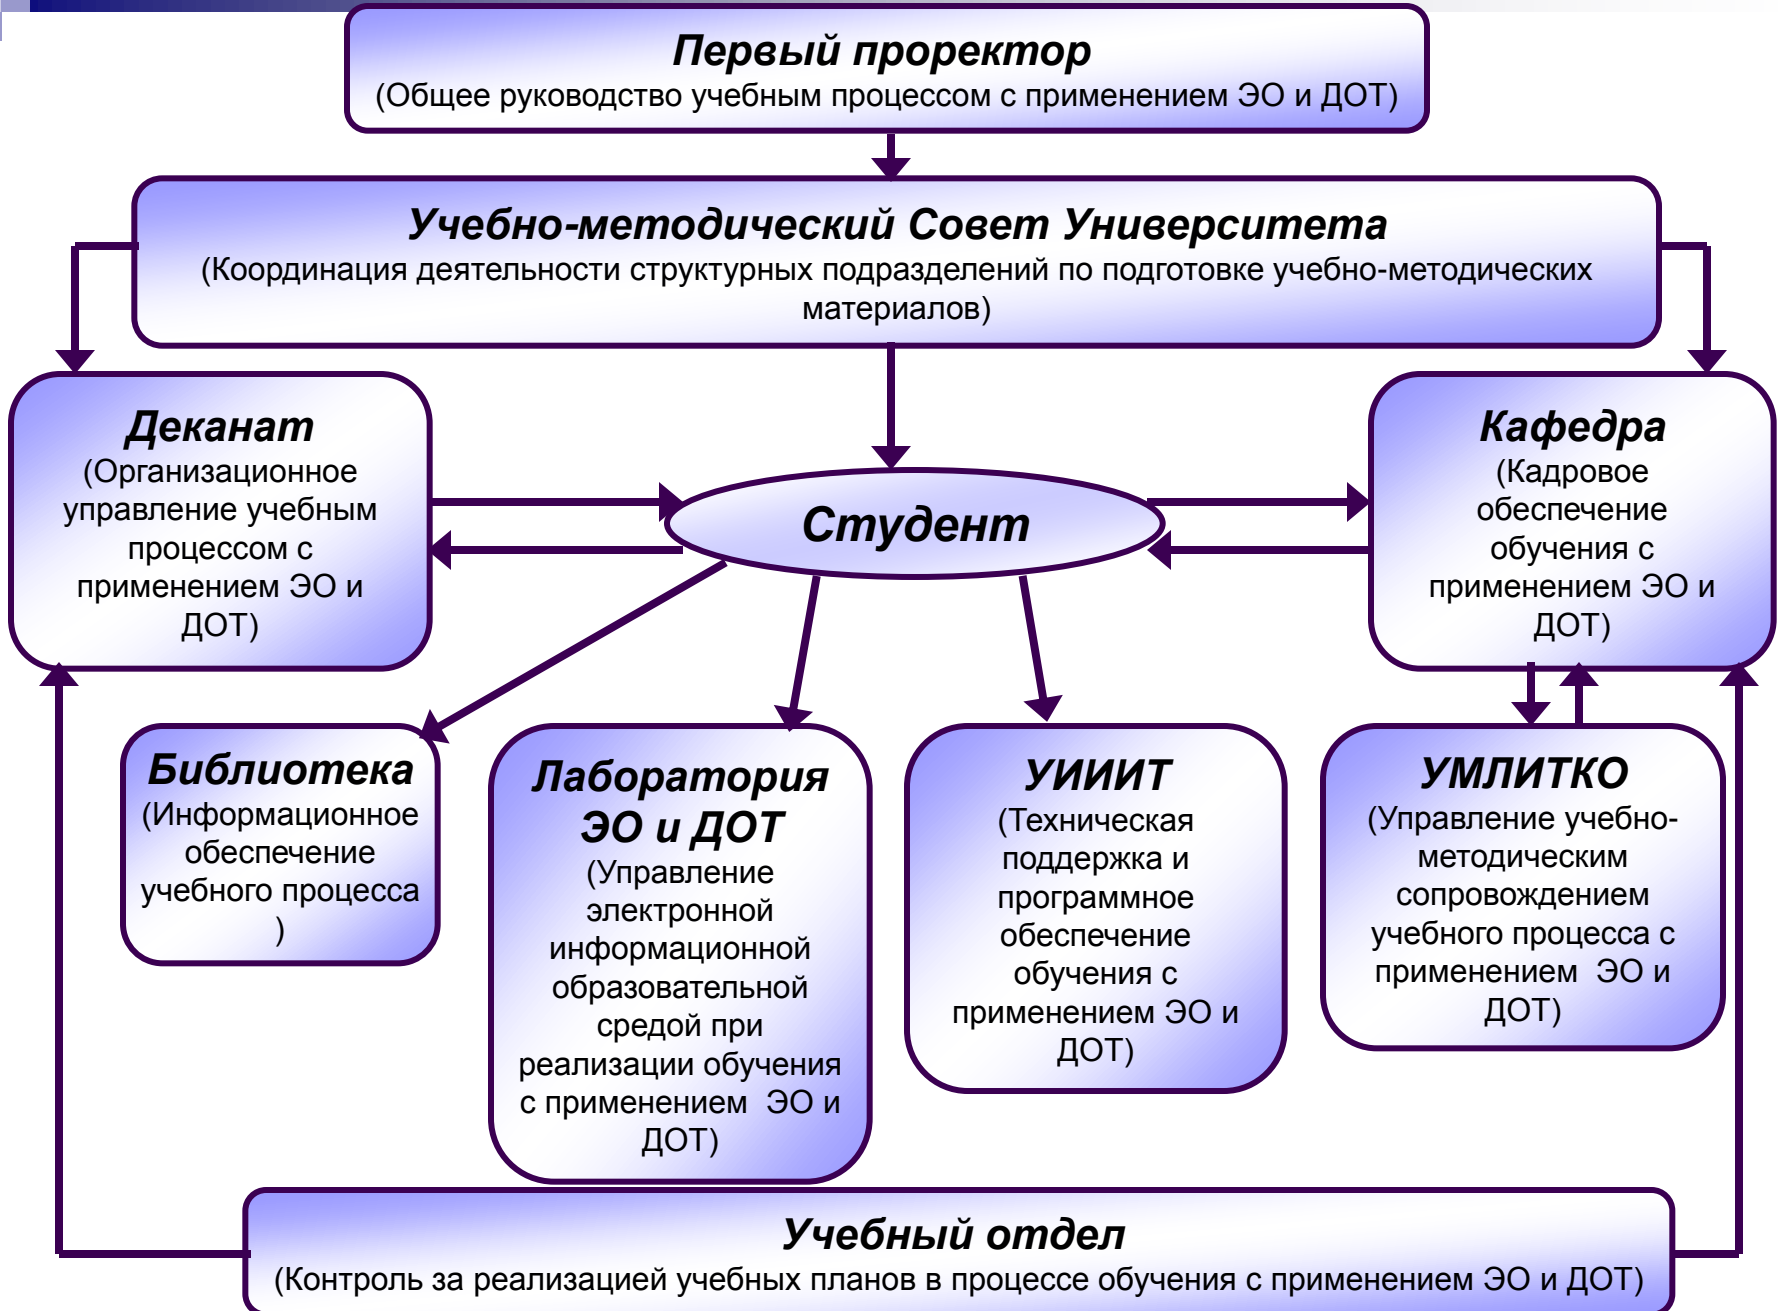 Первый проректор
(Общее руководство учебным процессом с применением ЭО и ДОТ)
Учебно-методический Совет Университета
(Координация деятельности структурных подразделений по подготовке учебно-методических
материалов)
Деканат
(Организационное
управление учебным
процессом с
применением ЭО и
ДОТ)
Студент
Кафедра
(Кадровое
обеспечение
обучения с
применением ЭО и
ДОТ)
Библиотека
(Информационное
обеспечение
учебного процесса
)
Лаборатория
ЭО и ДОТ
(Управление
электронной
информационной
образовательной
средой при
реализации обучения
с применением  ЭО и
ДОТ)
УИИИТ
(Техническая
поддержка и
программное
обеспечение
обучения с
применением ЭО и
ДОТ)
УМЛИТКО
(Управление учебно-
методическим
сопровождением
учебного процесса с
применением  ЭО и
ДОТ)
Учебный отдел
(Контроль за реализацией учебных планов в процессе обучения с применением ЭО и ДОТ)